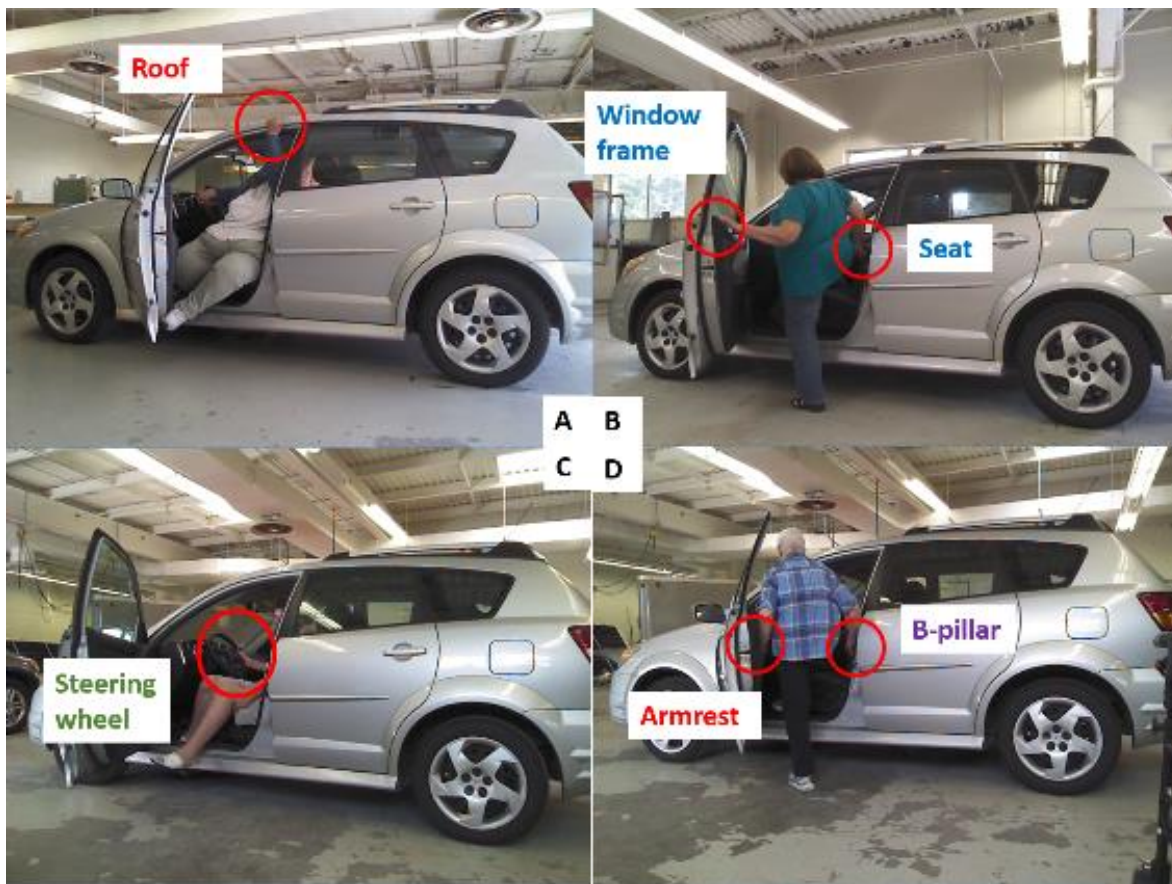 Roof
Window
frame
Seat
A B
C D
Steering
wheel
B-pillar
Armrest